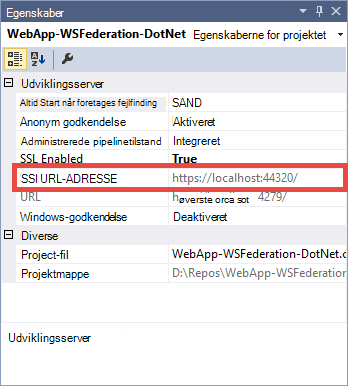 Egenskaber
WebApp-WSFederation-DotNet Egenskaberne for projektet
Udviklingsserver
Altid Start når foretages fejlfinding SAND
Anonym godkendelse Aktiveret
Administrerede pipelinetilstand Integreret
SSL Enabled True
SSI URL-ADRESSE https://localhost:44320/
URL høverste orca sot 4279/
Windows-godkendelse Deaktiveret
Diverse
Project-fil WebApp-WSFederation-DotNet.c
Projektmappe D:\Repos\WebApp-WSFederation
Udviklingsserver